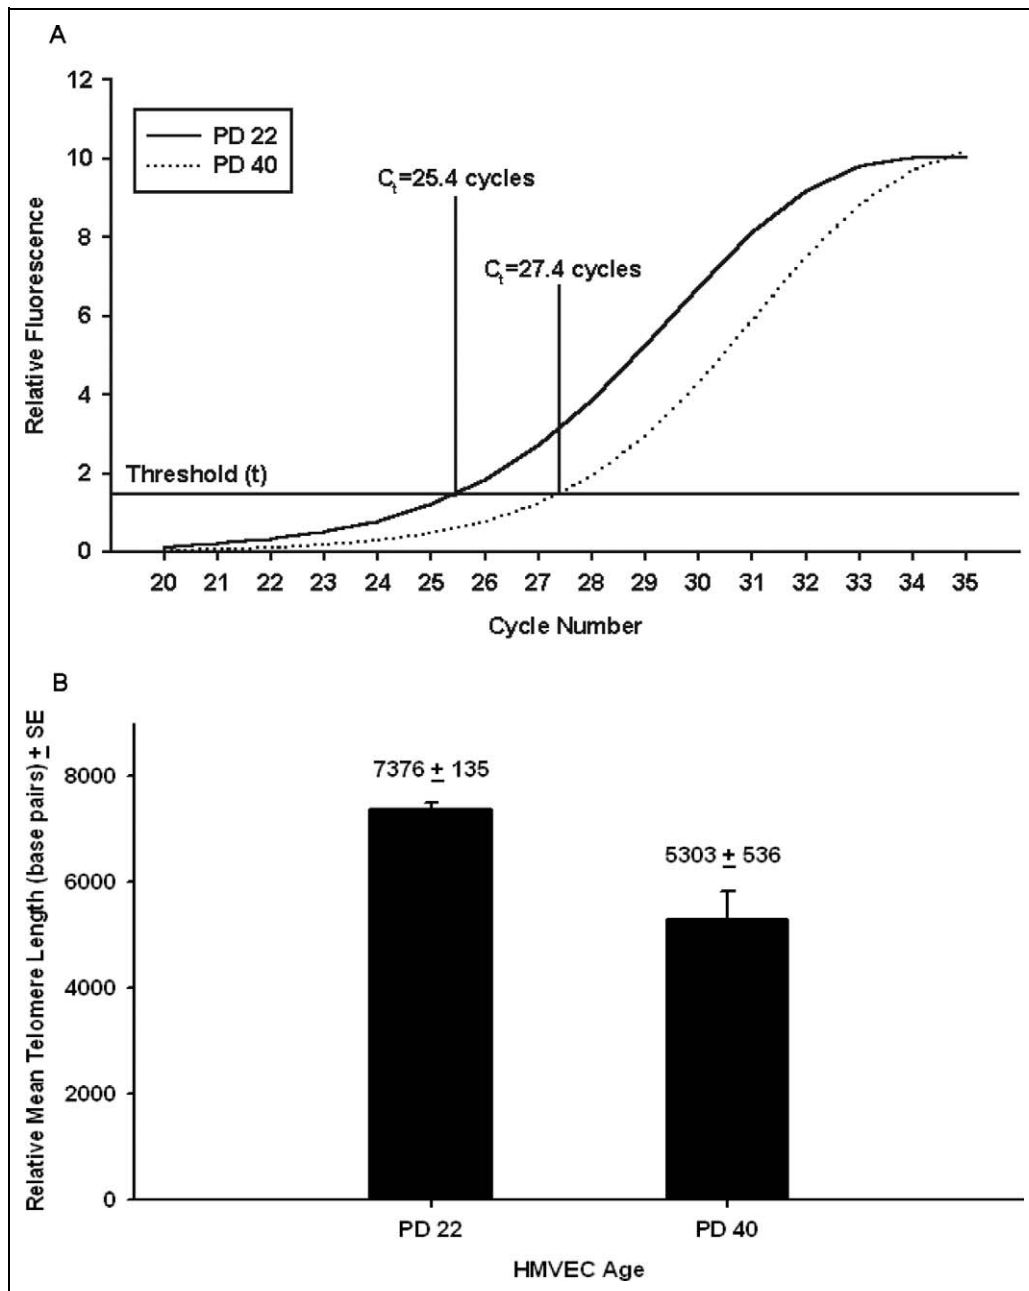 A
12
10
8
6
4
2
0
Relative Fluorescence
PD 22
PD 40
Ct=25.4 cycles
Ct=27.4 cycles
Threshold (t)
20 21 22 23 24 25 26 27 28 29 30 31 32 33 34 35
Cycle Number
B
Relative Mean Telomere Length (base pairs) ± SE
8000
6000
4000
2000
0
7376 ± 135
5303 ± 536
PD 22 PD 40
HMVEC Age